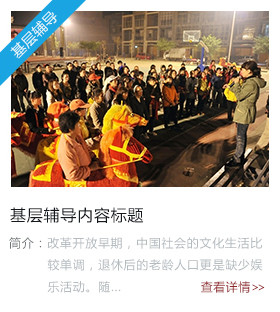 基层辅导
基层辅导内容标题
简介：改革开放早期，中国社会的文化生活比
较单调，退休后的老龄人口更是缺少娱
乐活动。随... 查看详情>>